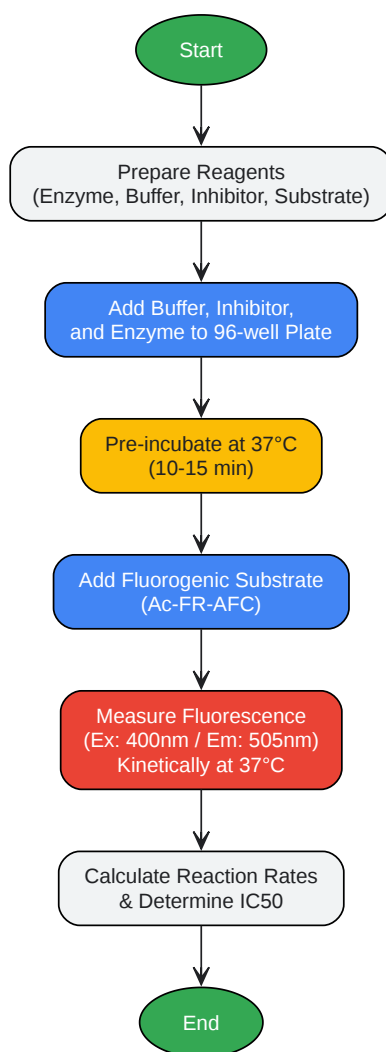 Start
Prepare Reagents
(Enzyme, Buffer, Inhibitor, Substrate)
Add Buffer, Inhibitor,
and Enzyme to 96-well Plate
Pre-incubate at 37°C
(10-15 min)
Add Fluorogenic Substrate
(Ac-FR-AFC)
Measure Fluorescence
(Ex: 400nm / Em: 505nm)
Kinetically at 37°C
Calculate Reaction Rates
& Determine IC50
End